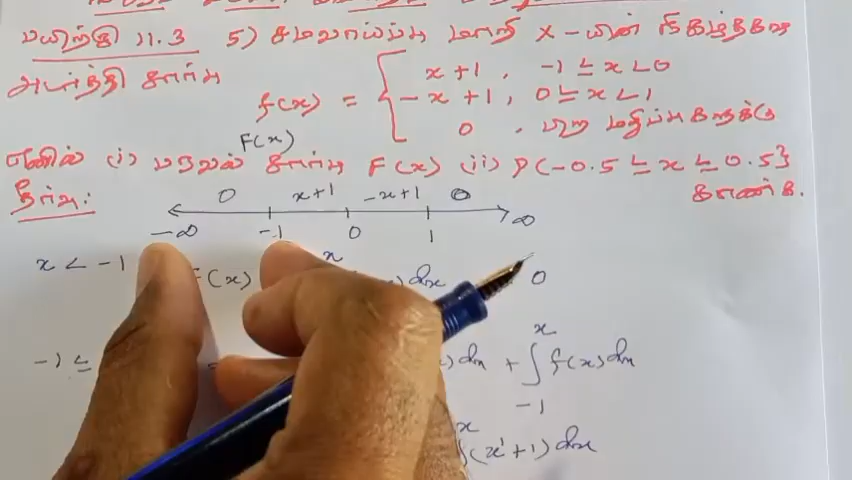 பயிற்சி 11.3 5) சமவாய்ப்பு மாறி X-யின் நிகழ்தகவு
அடர்த்தி சார்பு
f(x) = { x+1 , -1 ≤ x < 0
-x+1 , 0 ≤ x < 1
0 , பிற மதிப்புகளுக்கு
F(x)
எனில் (i) பரவல் சார்பு F(x) (ii) P(-0.5 ≤ x ≤ 0.5}
காண்க.
தீர்வு:
0 x+1 -x+1 0
-∞ -1 0 1 ∞
x < -1 F(x) x dx 0
-1 ≤ dx + ∫ f(x) dx
x
-1
x
∫(x'+1) dx